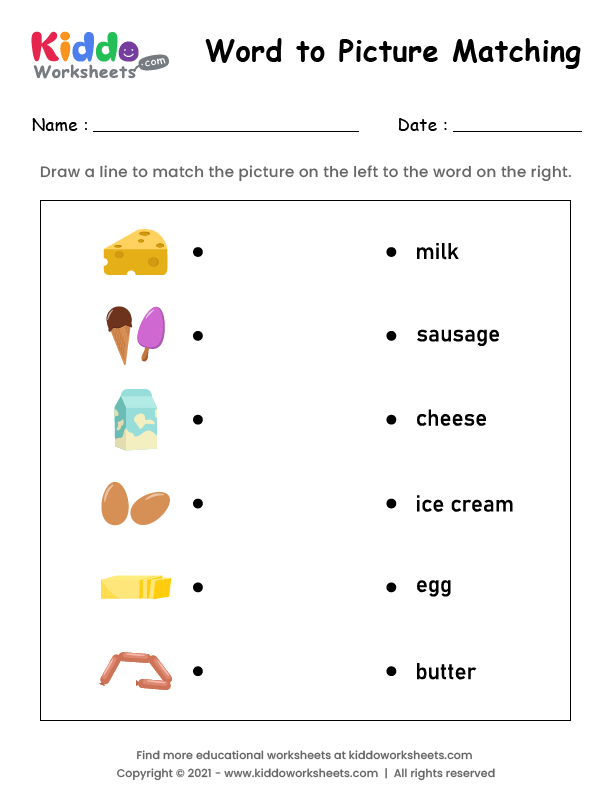 Kiddo
Worksheets.com
Word to Picture Matching
Name : Date :
Draw a line to match the picture on the left to the word on the right.
milk
sausage
cheese
ice cream
egg
butter
Find more educational worksheets at kiddoworksheets.com
Copyright © 2021 - www.kiddoworksheets.com | All rights reserved